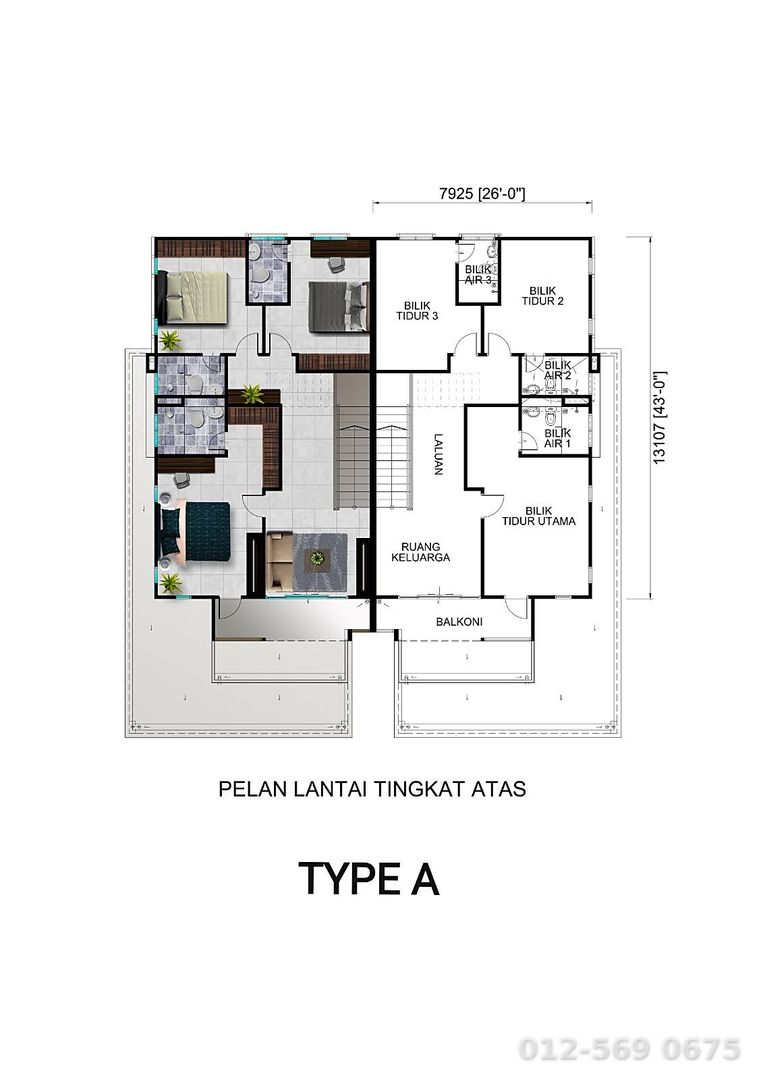 7925 [26'-0"]
BILIK
AIR 3
BILIK
TIDUR 3
BILIK
TIDUR 2
BILIK
AIR 2
13107 [43'-0"]
BILIK
AIR 1
LALUAN
BILIK
TIDUR UTAMA
RUANG
KELUARGA
BALKONI
PELAN LANTAI TINGKAT ATAS
TYPE A
012-569 0675